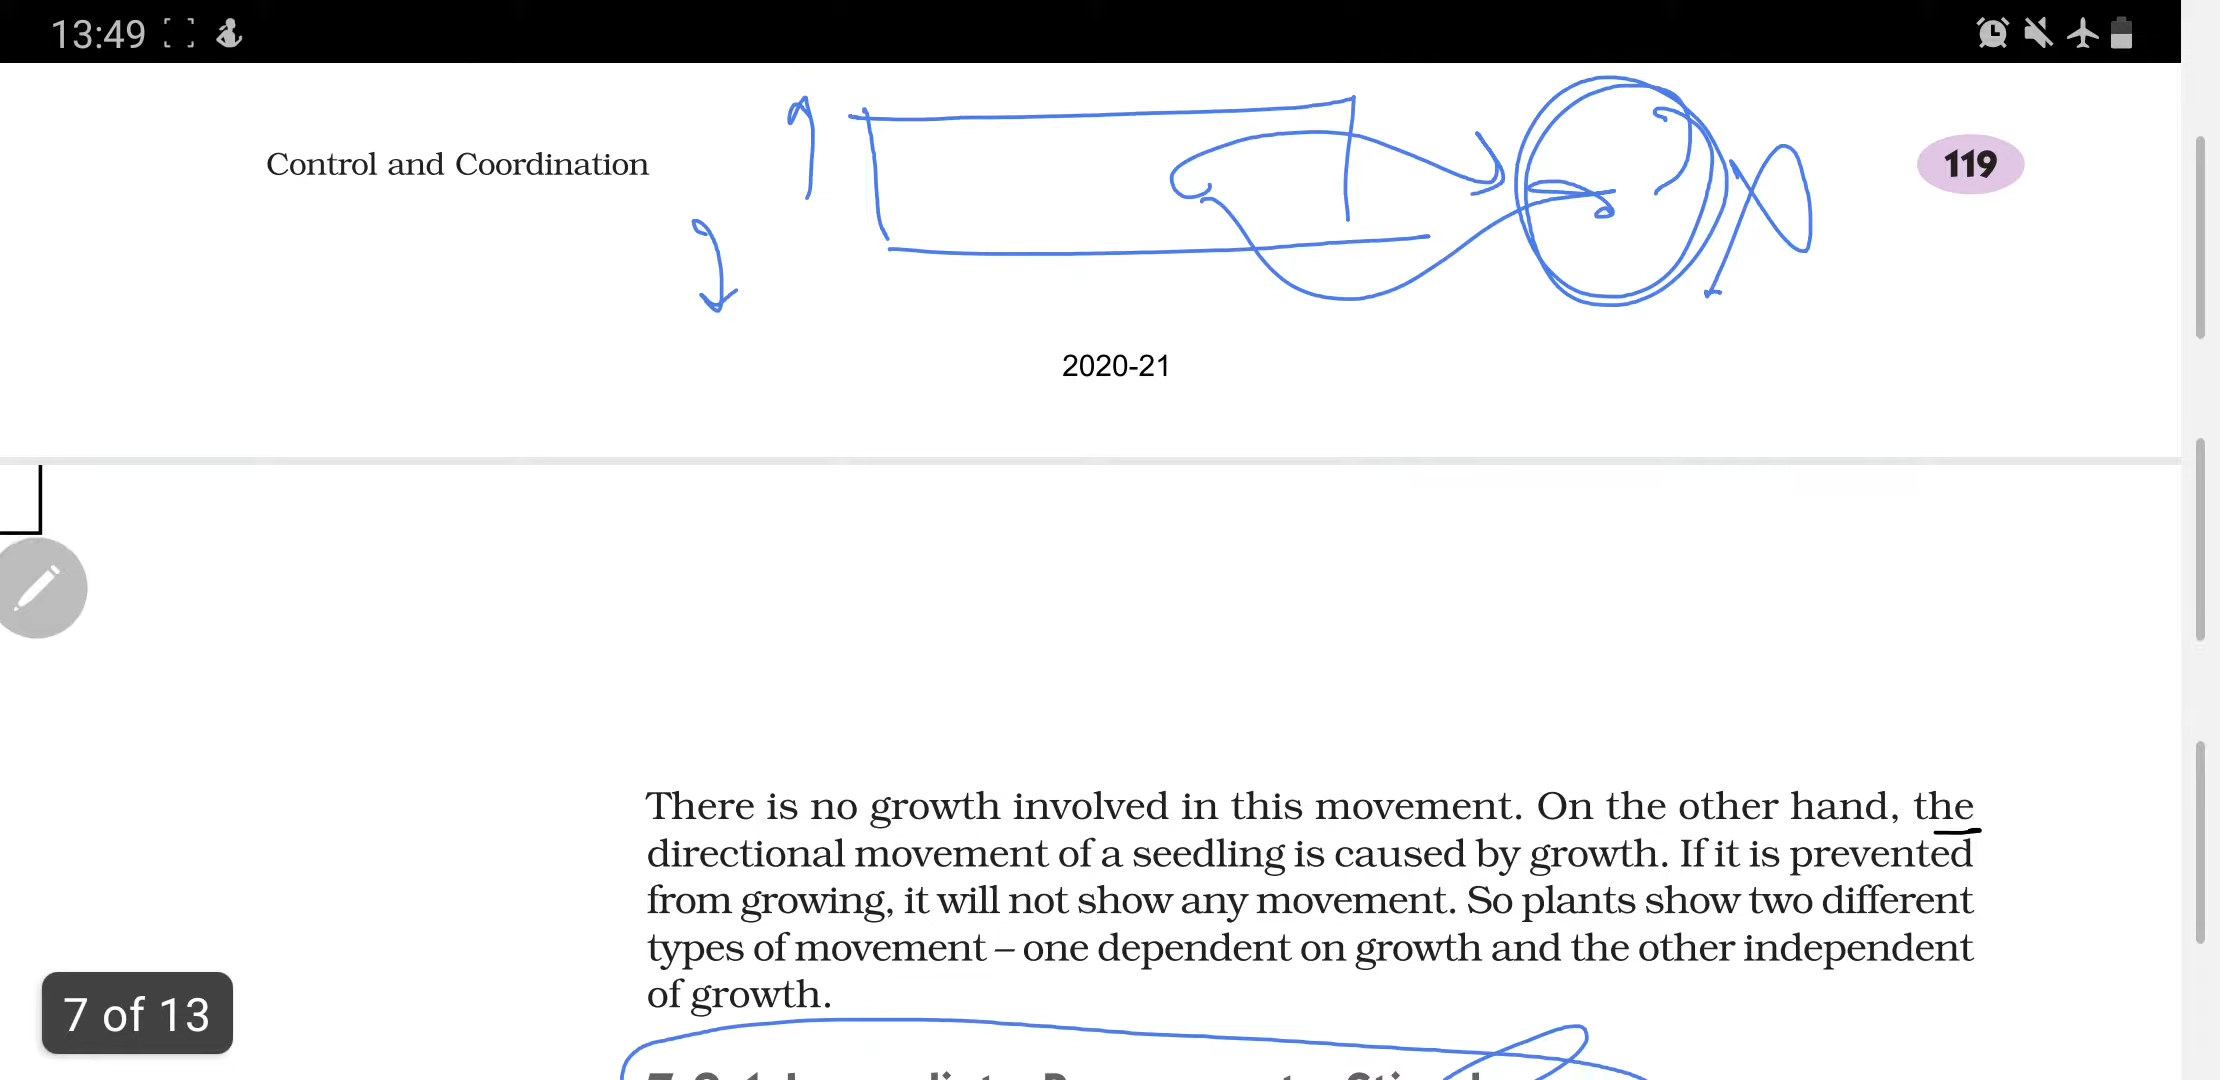 13:49
Control and Coordination
119
2020-21
There is no growth involved in this movement. On the other hand, the
directional movement of a seedling is caused by growth. If it is prevented
from growing, it will not show any movement. So plants show two different
types of movement – one dependent on growth and the other independent
of growth.
7 of 13